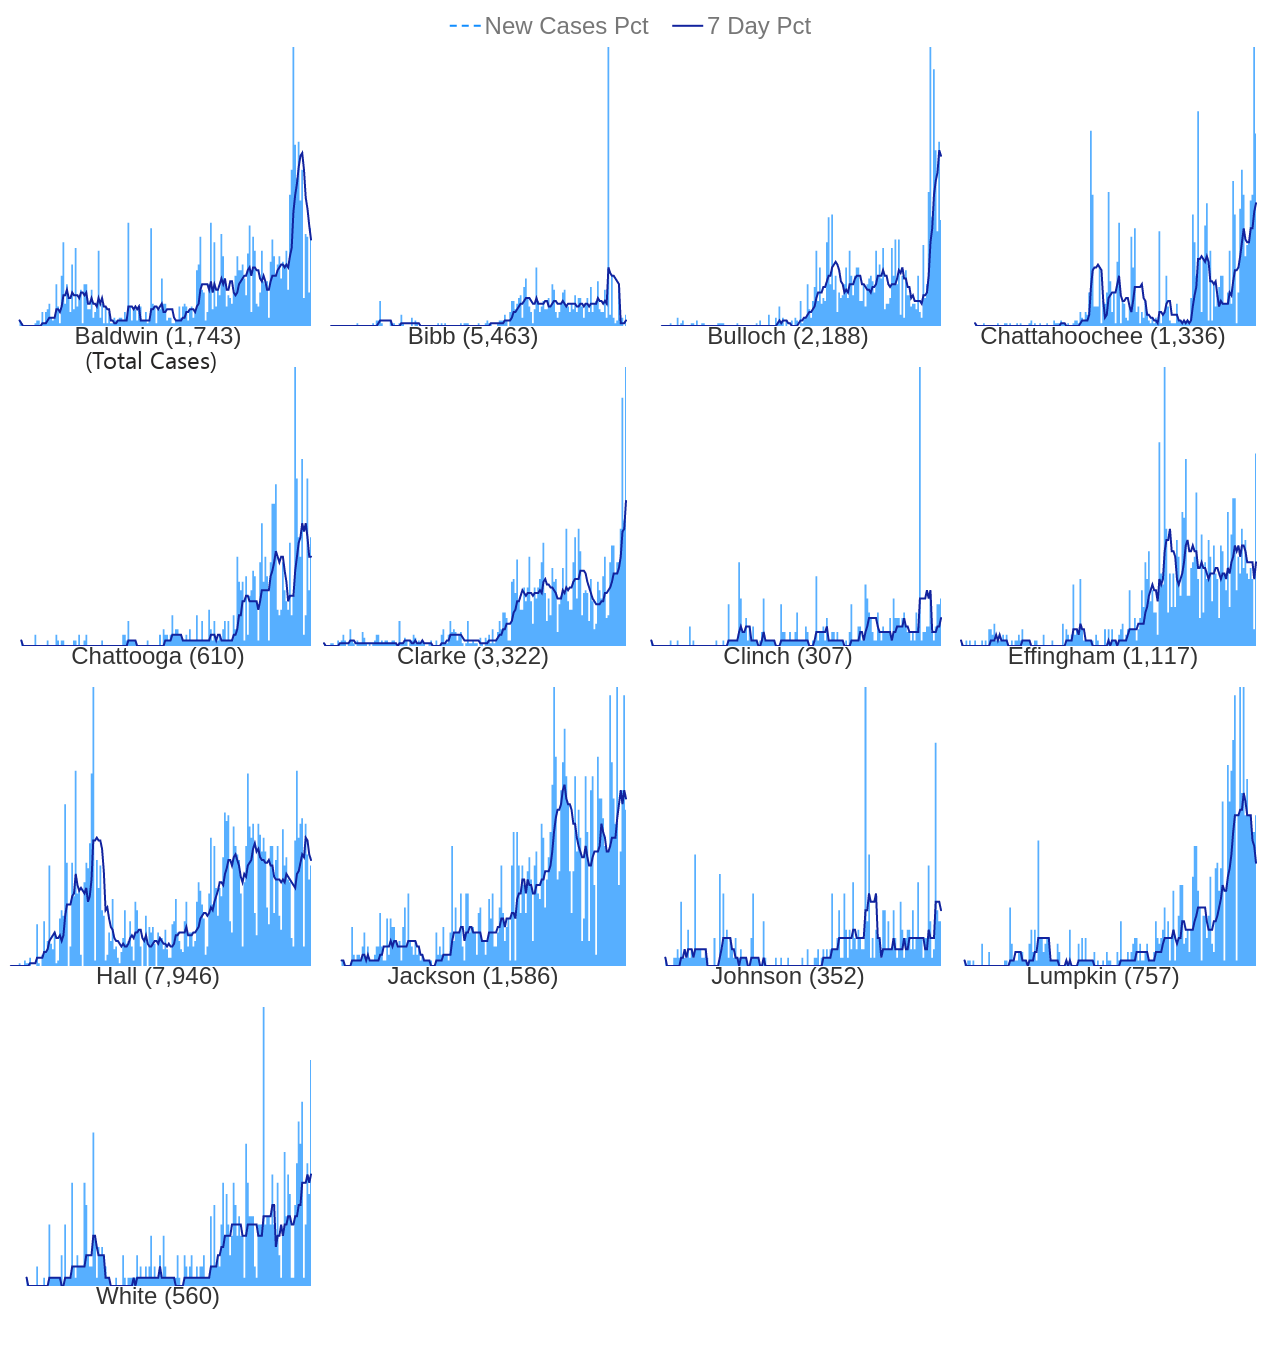 New Cases Pct 7 Day Pct
Baldwin (1,743) Bibb (5,463) Bulloch (2,188) Chattahoochee (1,336)
(Total Cases)
Chattooga (610) Clarke (3,322) Clinch (307) Effingham (1,117)
Hall (7,946) Jackson (1,586) Johnson (352) Lumpkin (757)
White (560)